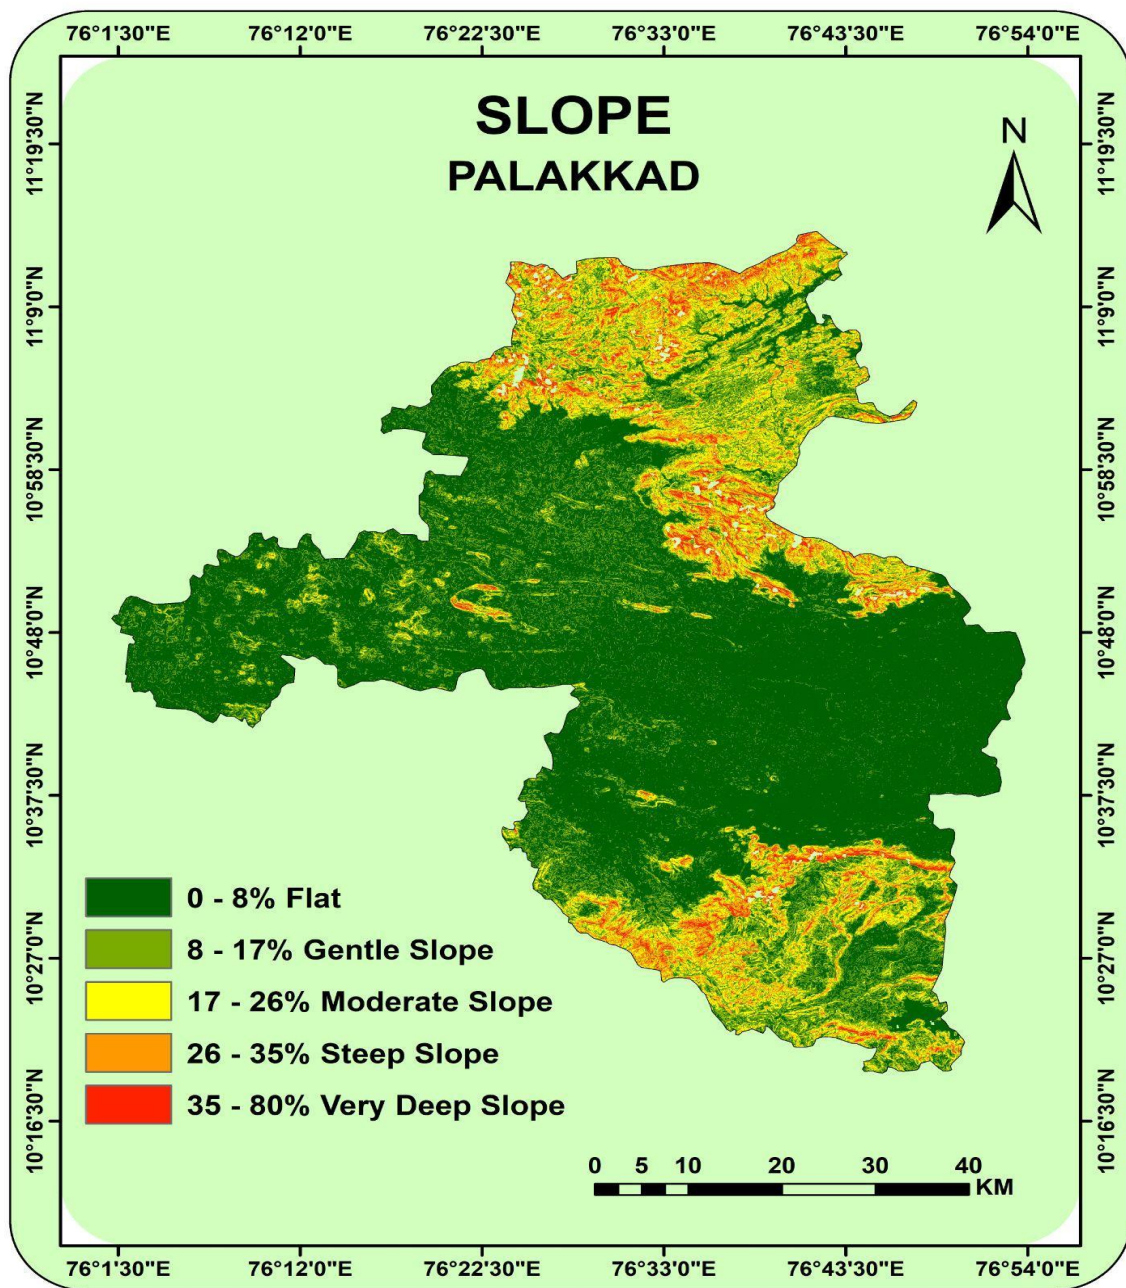 76°1'30"E 76°12'0"E 76°22'30"E 76°33'0"E 76°43'30"E 76°54'0"E
SLOPE
PALAKKAD
N
11°19'30"N 11°19'30"N
11°9'0"N 11°9'0"N
10°58'30"N 10°58'30"N
10°48'0"N 10°48'0"N
10°37'30"N 10°37'30"N
10°27'0"N 10°27'0"N
10°16'30"N 10°16'30"N
0 - 8% Flat
8 - 17% Gentle Slope
17 - 26% Moderate Slope
26 - 35% Steep Slope
35 - 80% Very Deep Slope
0 5 10 20 30 40
KM
76°1'30"E 76°12'0"E 76°22'30"E 76°33'0"E 76°43'30"E 76°54'0"E